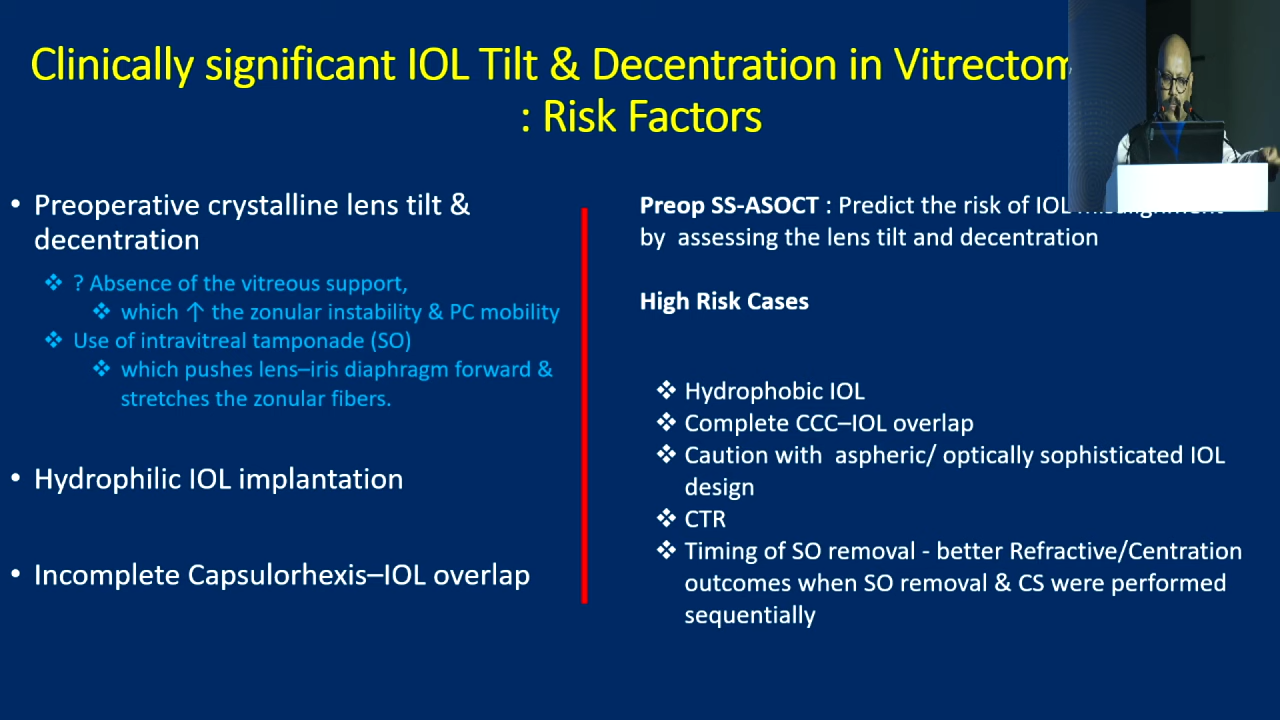 Clinically significant IOL Tilt & Decentration in
: Risk Factors
• Preoperative crystalline lens tilt &
decentration
❖ ? Absence of the vitreous support,
❖ which ↑ the zonular instability & PC mobility
❖ Use of intravitreal tamponade (SO)
❖ which pushes lens–iris diaphragm forward &
stretches the zonular fibers.
• Hydrophilic IOL implantation
• Incomplete Capsulorhexis–IOL overlap
Preop SS-ASOCT : Predict the risk of IOL
by assessing the lens tilt and decentration
High Risk Cases
❖ Hydrophobic IOL
❖ Complete CCC–IOL overlap
❖ Caution with aspheric/ optically sophisticated IOL
design
❖ CTR
❖ Timing of SO removal - better Refractive/Centration
outcomes when SO removal & CS were performed
sequentially